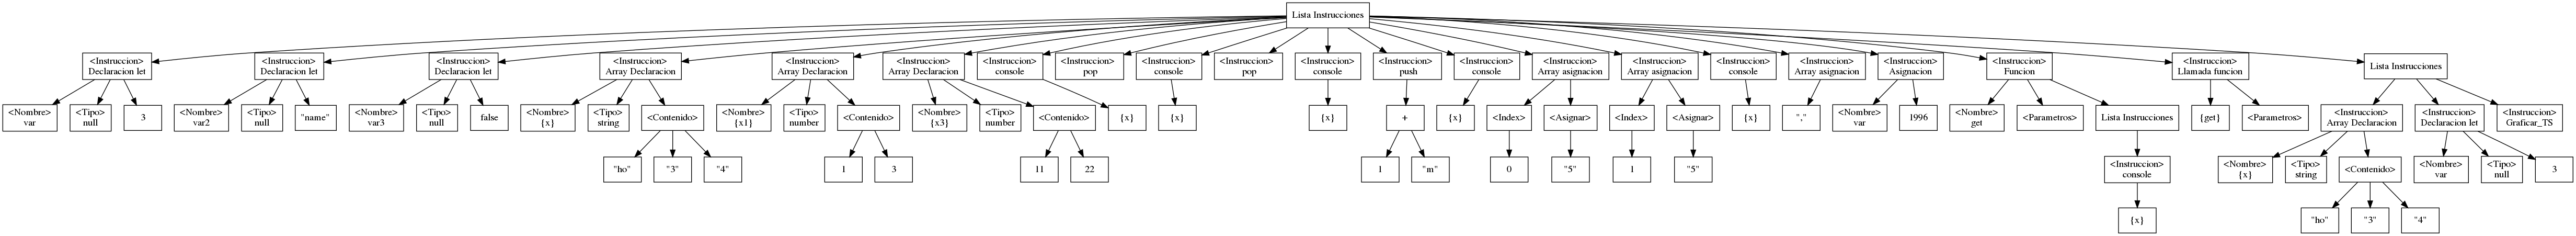 Lista Instrucciones
<Instruccion>
Declaracion let
<Instruccion>
Declaracion let
<Instruccion>
Declaracion let
<Instruccion>
Array Declaracion
<Instruccion>
Array Declaracion
<Instruccion>
Array Declaracion
<Instruccion>
console
<Instruccion>
pop
<Instruccion>
console
<Instruccion>
pop
<Instruccion>
console
<Instruccion>
push
<Instruccion>
console
<Instruccion>
Array asignacion
<Instruccion>
Array asignacion
<Instruccion>
console
<Instruccion>
Array asignacion
<Instruccion>
Asignacion
<Instruccion>
Funcion
<Instruccion>
Llamada funcion
Lista Instrucciones
<Nombre>
var
<Tipo>
null
3
<Nombre>
var2
<Tipo>
null
"name"
<Nombre>
var3
<Tipo>
null
false
<Nombre>
{x}
<Tipo>
string
<Contenido>
<Nombre>
{x1}
<Tipo>
number
<Contenido>
<Nombre>
{x3}
<Tipo>
number
<Contenido>
{x}
{x}
{x}
+
{x}
<Index>
<Asignar>
<Index>
<Asignar>
{x}
","
<Nombre>
var
1996
<Nombre>
get
<Parametros>
Lista Instrucciones
{get}
<Parametros>
<Instruccion>
Array Declaracion
<Instruccion>
Declaracion let
<Instruccion>
Graficar_TS
"ho"
"3"
"4"
1
3
11
22
1
"m"
0
"5"
1
"5"
<Instruccion>
console
<Nombre>
{x}
<Tipo>
string
<Contenido>
<Nombre>
var
<Tipo>
null
3
{x}
"ho"
"3"
"4"